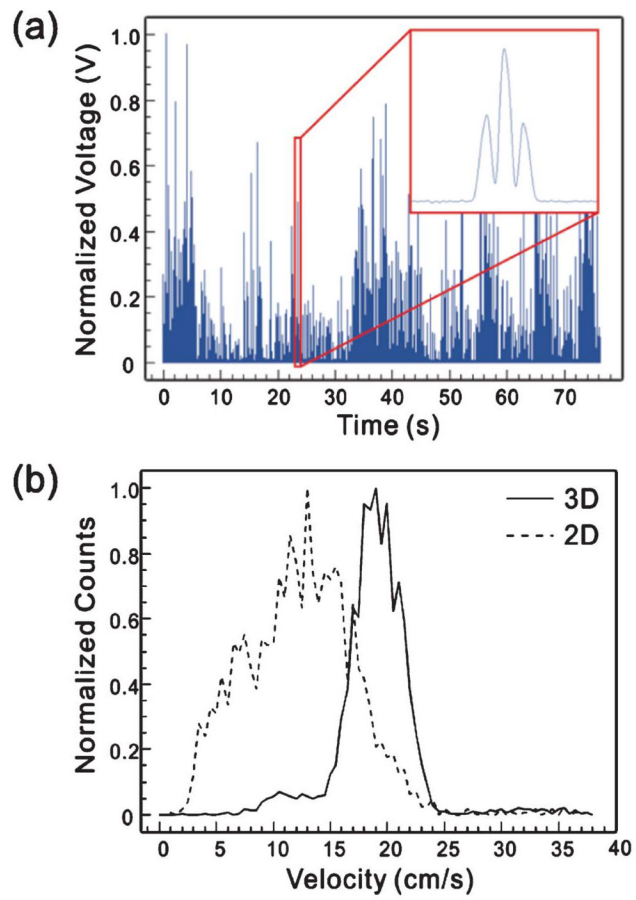 (a)
Normalized Voltage (V)
1.0
0.8
0.6
0.4
0.2
0
0 10 20 30 40 50 60 70
Time (s)
(b)
Normalized Counts
1.0
0.8
0.6
0.4
0.2
0
3D
2D
0 5 10 15 20 25 30 35 40
Velocity (cm/s)